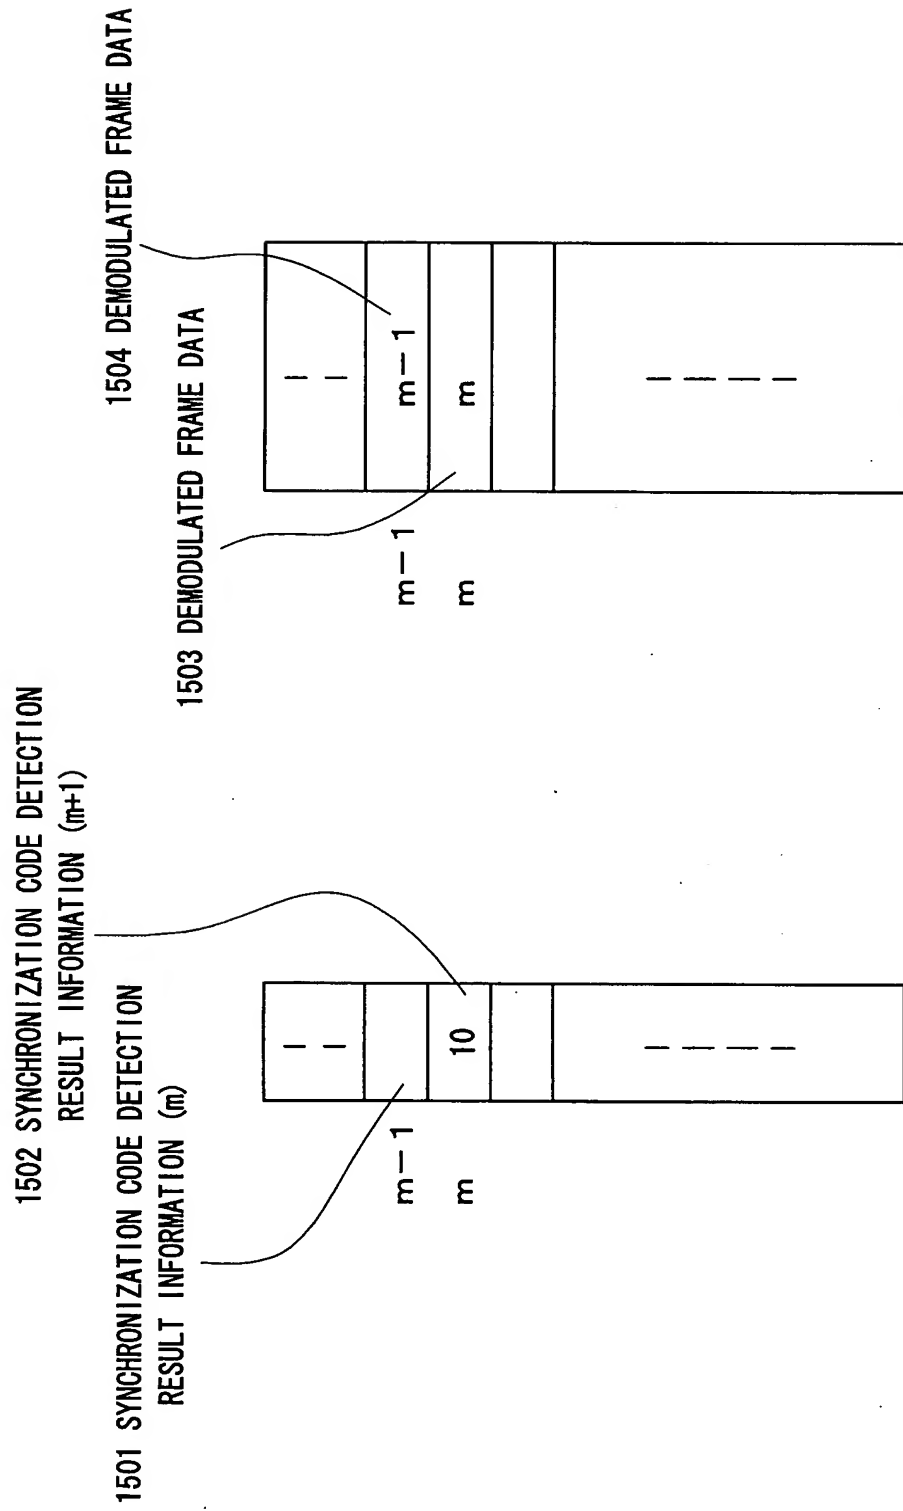 1502 SYNCHRONIZATION CODE DETECTION
RESULT INFORMATION (m+1)
1501 SYNCHRONIZATION CODE DETECTION
RESULT INFORMATION (m)
m-1
m
10
1504 DEMODULATED FRAME DATA
1503 DEMODULATED FRAME DATA
m-1
m
m-1
m